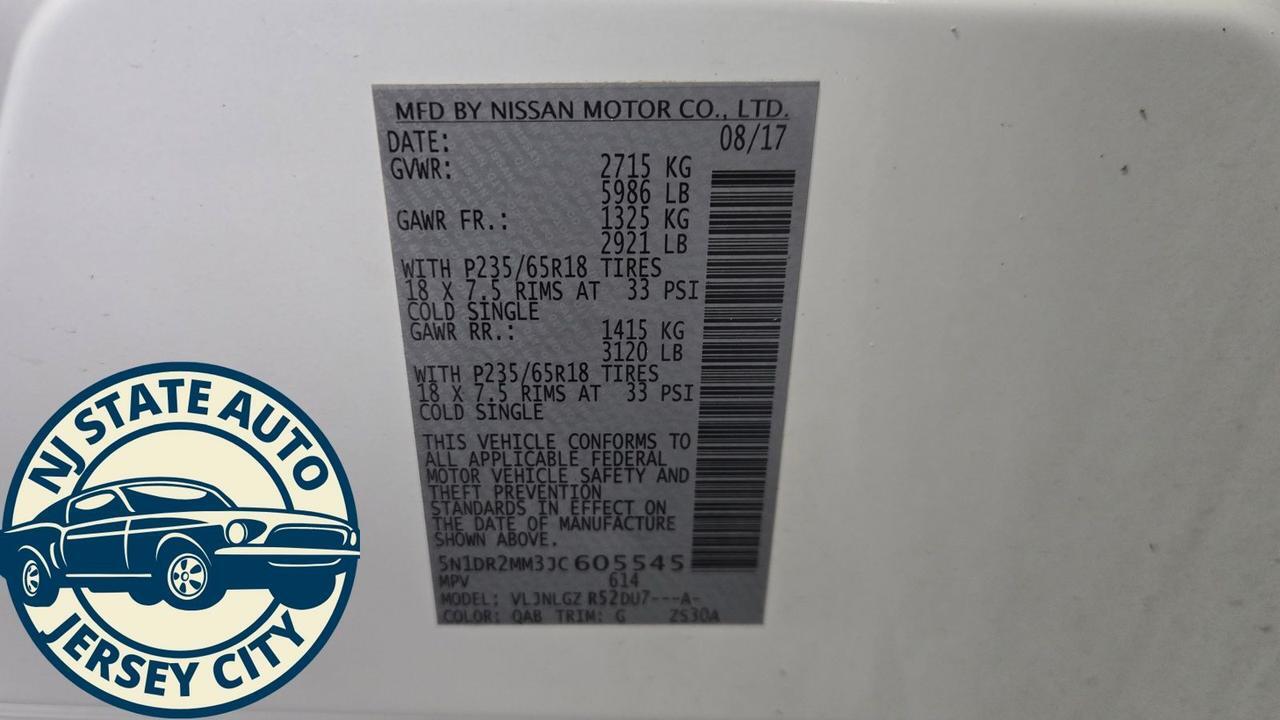 MFD BY NISSAN MOTOR CO., LTD.
DATE: 08/17
GVWR: 2715 KG
5986 LB
GAWR FR.: 1325 KG
2921 LB
WITH P235/65R18 TIRES
18 X 7.5 RIMS AT 33 PSI
COLD SINGLE
GAWR RR.: 1415 KG
3120 LB
WITH P235/65R18 TIRES
18 X 7.5 RIMS AT 33 PSI
COLD SINGLE
THIS VEHICLE CONFORMS TO
ALL APPLICABLE FEDERAL
MOTOR VEHICLE SAFETY AND
THEFT PREVENTION
STANDARDS IN EFFECT ON
THE DATE OF MANUFACTURE
SHOWN ABOVE.
5N1DR2MM3JC605545
MPV 614
MODEL: VLJNLGZ R52DU7---A-
COLOR: QAB TRIM: G ZS30A
NJ STATE AUTO
JERSEY CITY